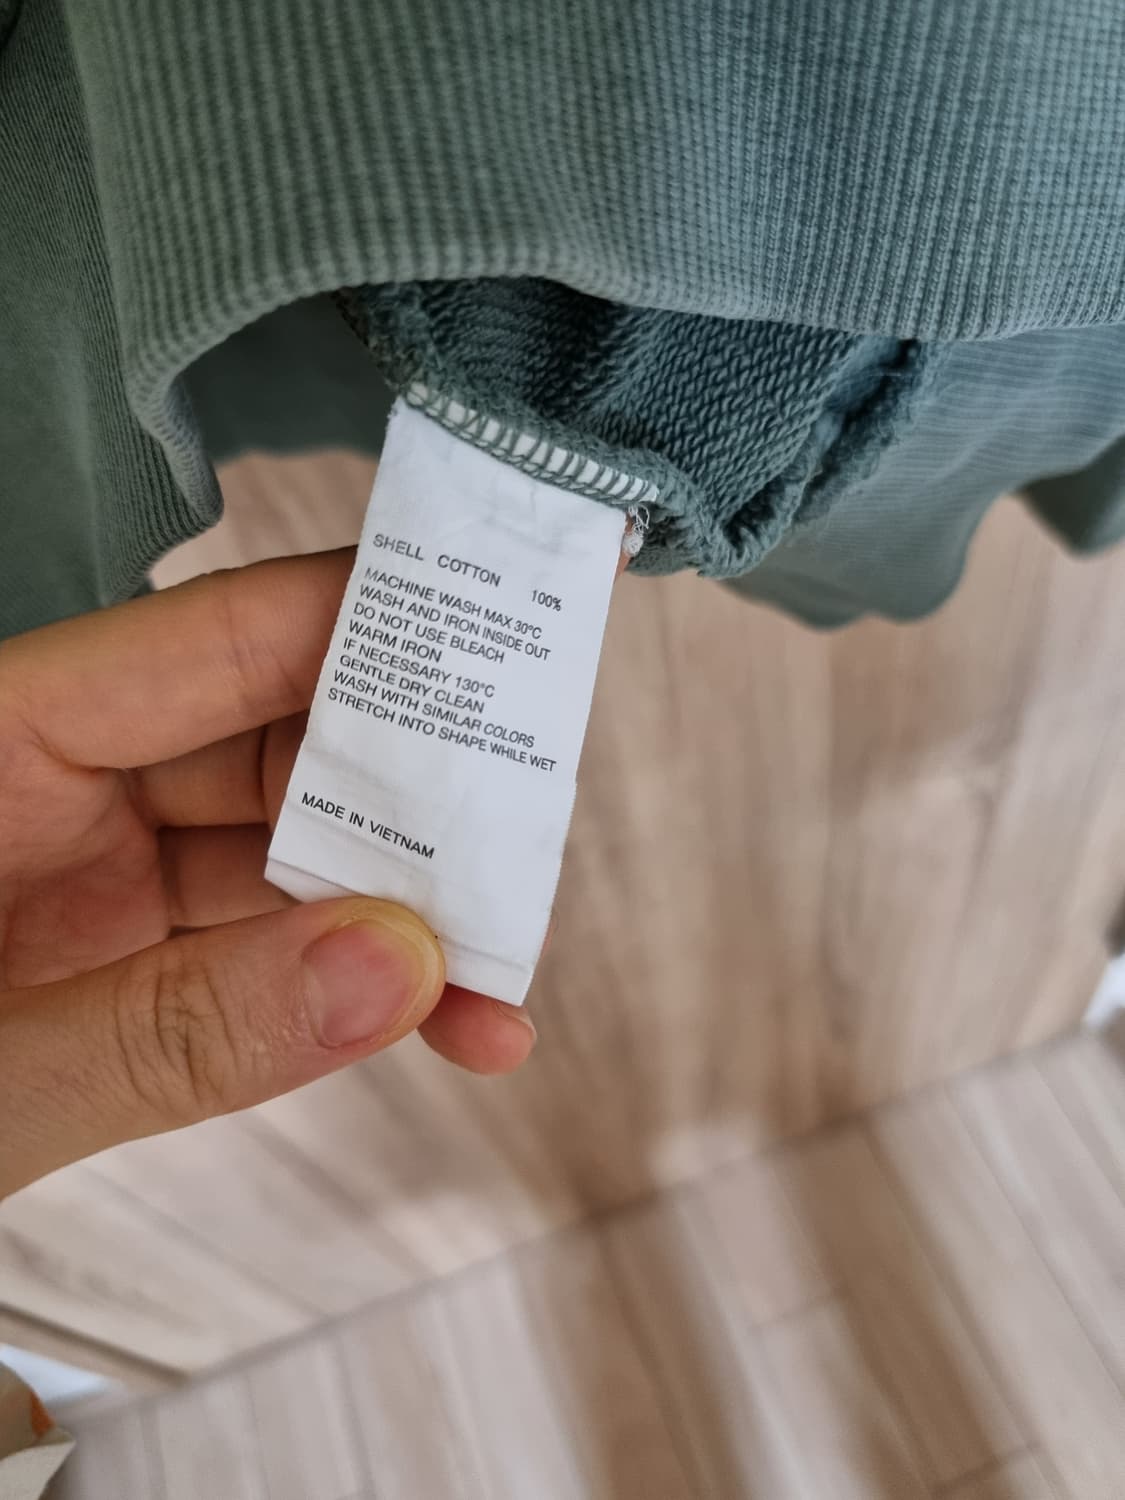 SHELL COTTON 100%
MACHINE WASH MAX 30°C
WASH AND IRON INSIDE OUT
DO NOT USE BLEACH
WARM IRON
IF NECESSARY 130°C
GENTLE DRY CLEAN
WASH WITH SIMILAR COLORS
STRETCH INTO SHAPE WHILE WET
MADE IN VIETNAM